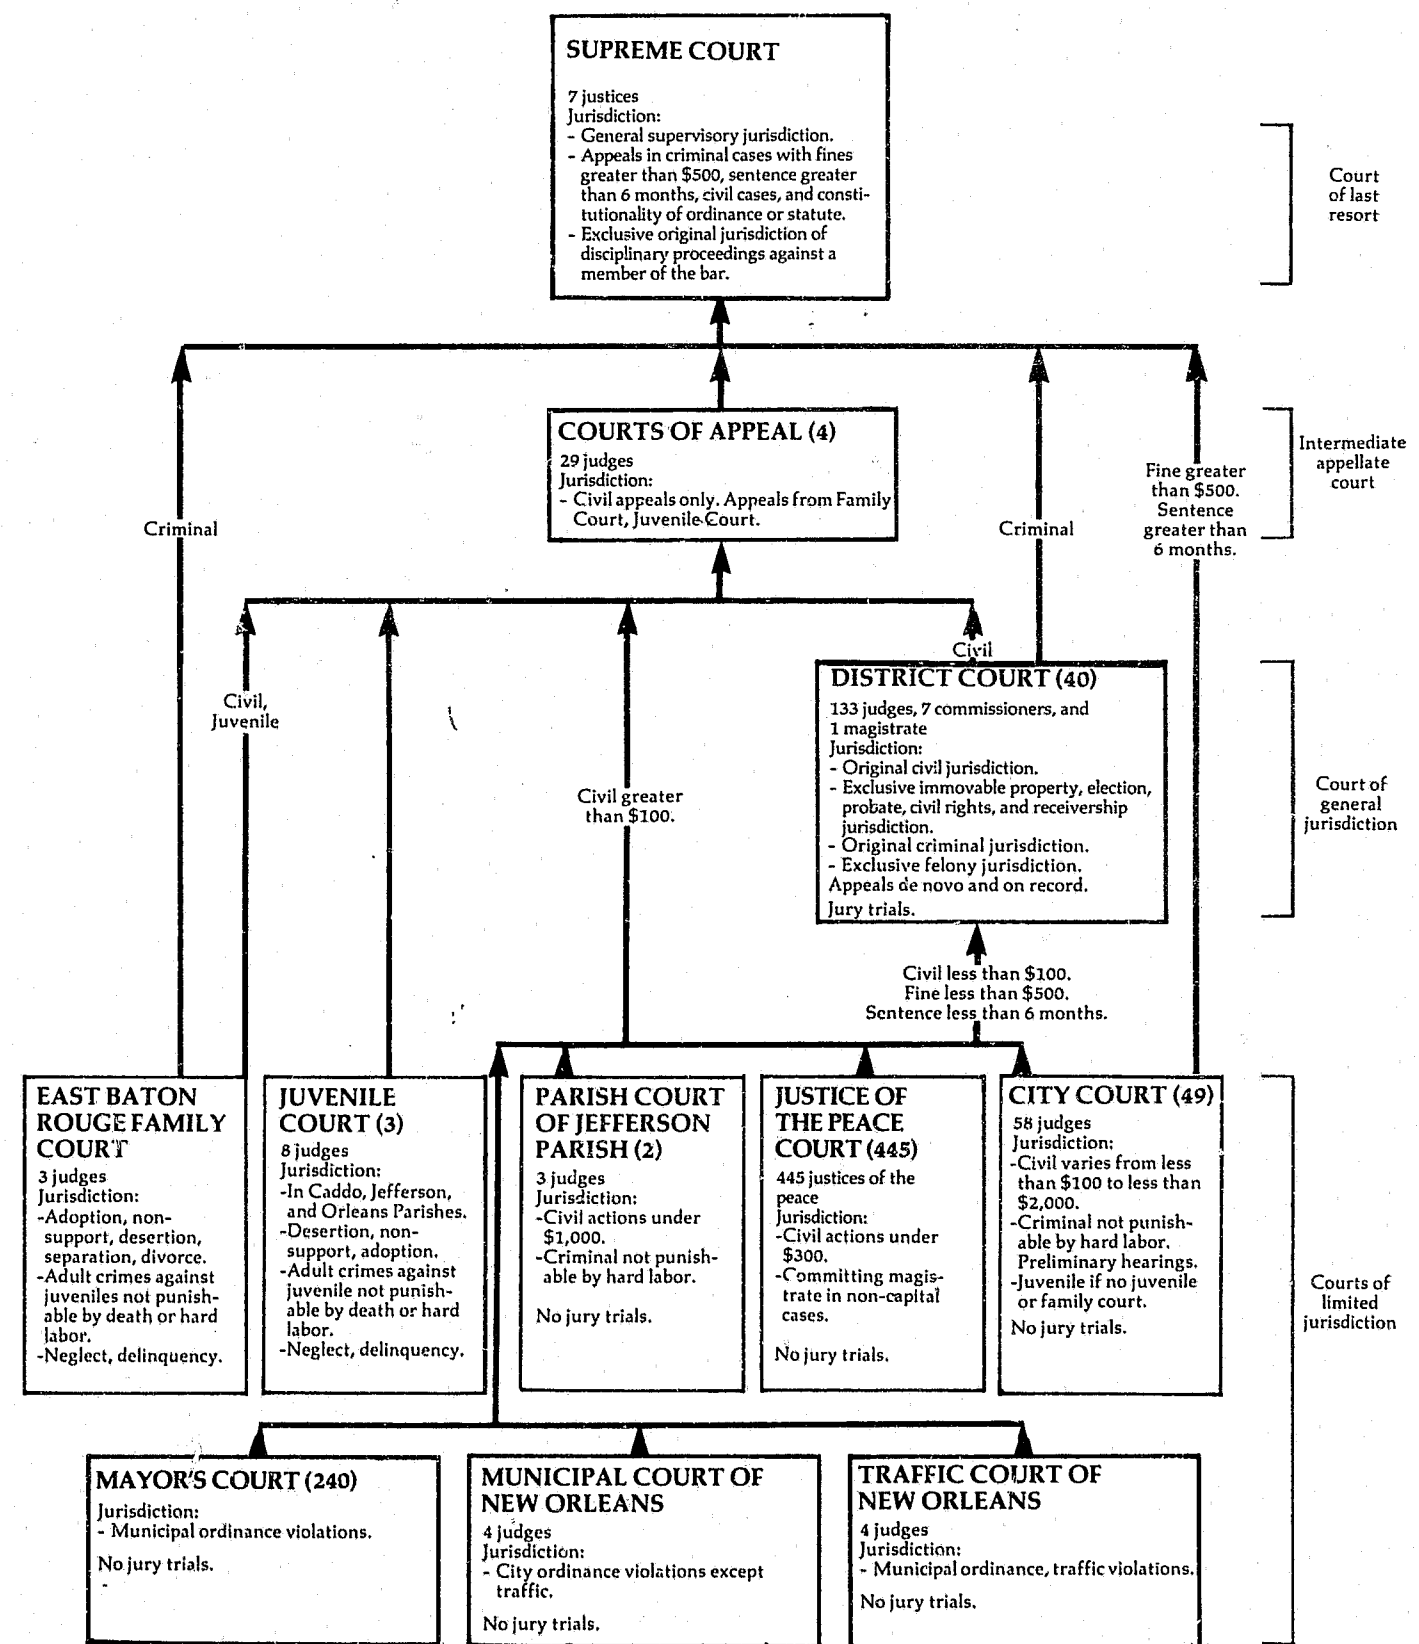 SUPREME COURT
7 justices
Jurisdiction:
- General supervisory jurisdiction.
- Appeals in criminal cases with fines
greater than $500, sentence greater
than 6 months, civil cases, and consti-
tutionality of ordinance or statute.
- Exclusive original jurisdiction of
disciplinary proceedings against a
member of the bar.
Court
of last
resort
COURTS OF APPEAL (4)
29 judges
Jurisdiction:
- Civil appeals only. Appeals from Family
Court, Juvenile Court.
Intermediate
appellate
court
Criminal
Criminal
Fine greater
than $500.
Sentence
greater than
6 months.
Civil,
Juvenile
Civil greater
than $100.
Civil
DISTRICT COURT (40)
133 judges, 7 commissioners, and
1 magistrate
Jurisdiction:
- Original civil jurisdiction.
- Exclusive immovable property, election,
probate, civil rights, and receivership
jurisdiction.
- Original criminal jurisdiction.
- Exclusive felony jurisdiction.
Appeals de novo and on record.
Jury trials.
Court of
general
jurisdiction
Civil less than $100.
Fine less than $500.
Sentence less than 6 months.
EAST BATON
ROUGE FAMILY
COURT
3 judges
Jurisdiction:
-Adoption, non-
support, desertion,
separation, divorce.
-Adult crimes against
juveniles not punish-
able by death or hard
labor.
-Neglect, delinquency.
JUVENILE
COURT (3)
8 judges
Jurisdiction:
-In Caddo, Jefferson,
and Orleans Parishes.
-Desertion, non-
support, adoption.
-Adult crimes against
juvenile not punish-
able by death or hard
labor.
-Neglect, delinquency.
PARISH COURT
OF JEFFERSON
PARISH (2)
3 judges
Jurisdiction:
-Civil actions under
$1,000.
-Criminal not punish-
able by hard labor.
No jury trials.
JUSTICE OF
THE PEACE
COURT (445)
445 justices of the
peace
Jurisdiction:
-Civil actions under
$300.
-Committing magis-
trate in non-capital
cases.
No jury trials.
CITY COURT (49)
58 judges
Jurisdiction:
-Civil varies from less
than $100 to less than
$2,000.
-Criminal not punish-
able by hard labor.
Preliminary hearings.
-Juvenile if no juvenile
or family court.
No jury trials.
Courts of
limited
jurisdiction
MAYOR'S COURT (240)
Jurisdiction:
- Municipal ordinance violations.
No jury trials.
MUNICIPAL COURT OF
NEW ORLEANS
4 judges
Jurisdiction:
- City ordinance violations except
traffic.
No jury trials.
TRAFFIC COURT OF
NEW ORLEANS
4 judges
Jurisdiction:
- Municipal ordinance, traffic violations.
No jury trials.